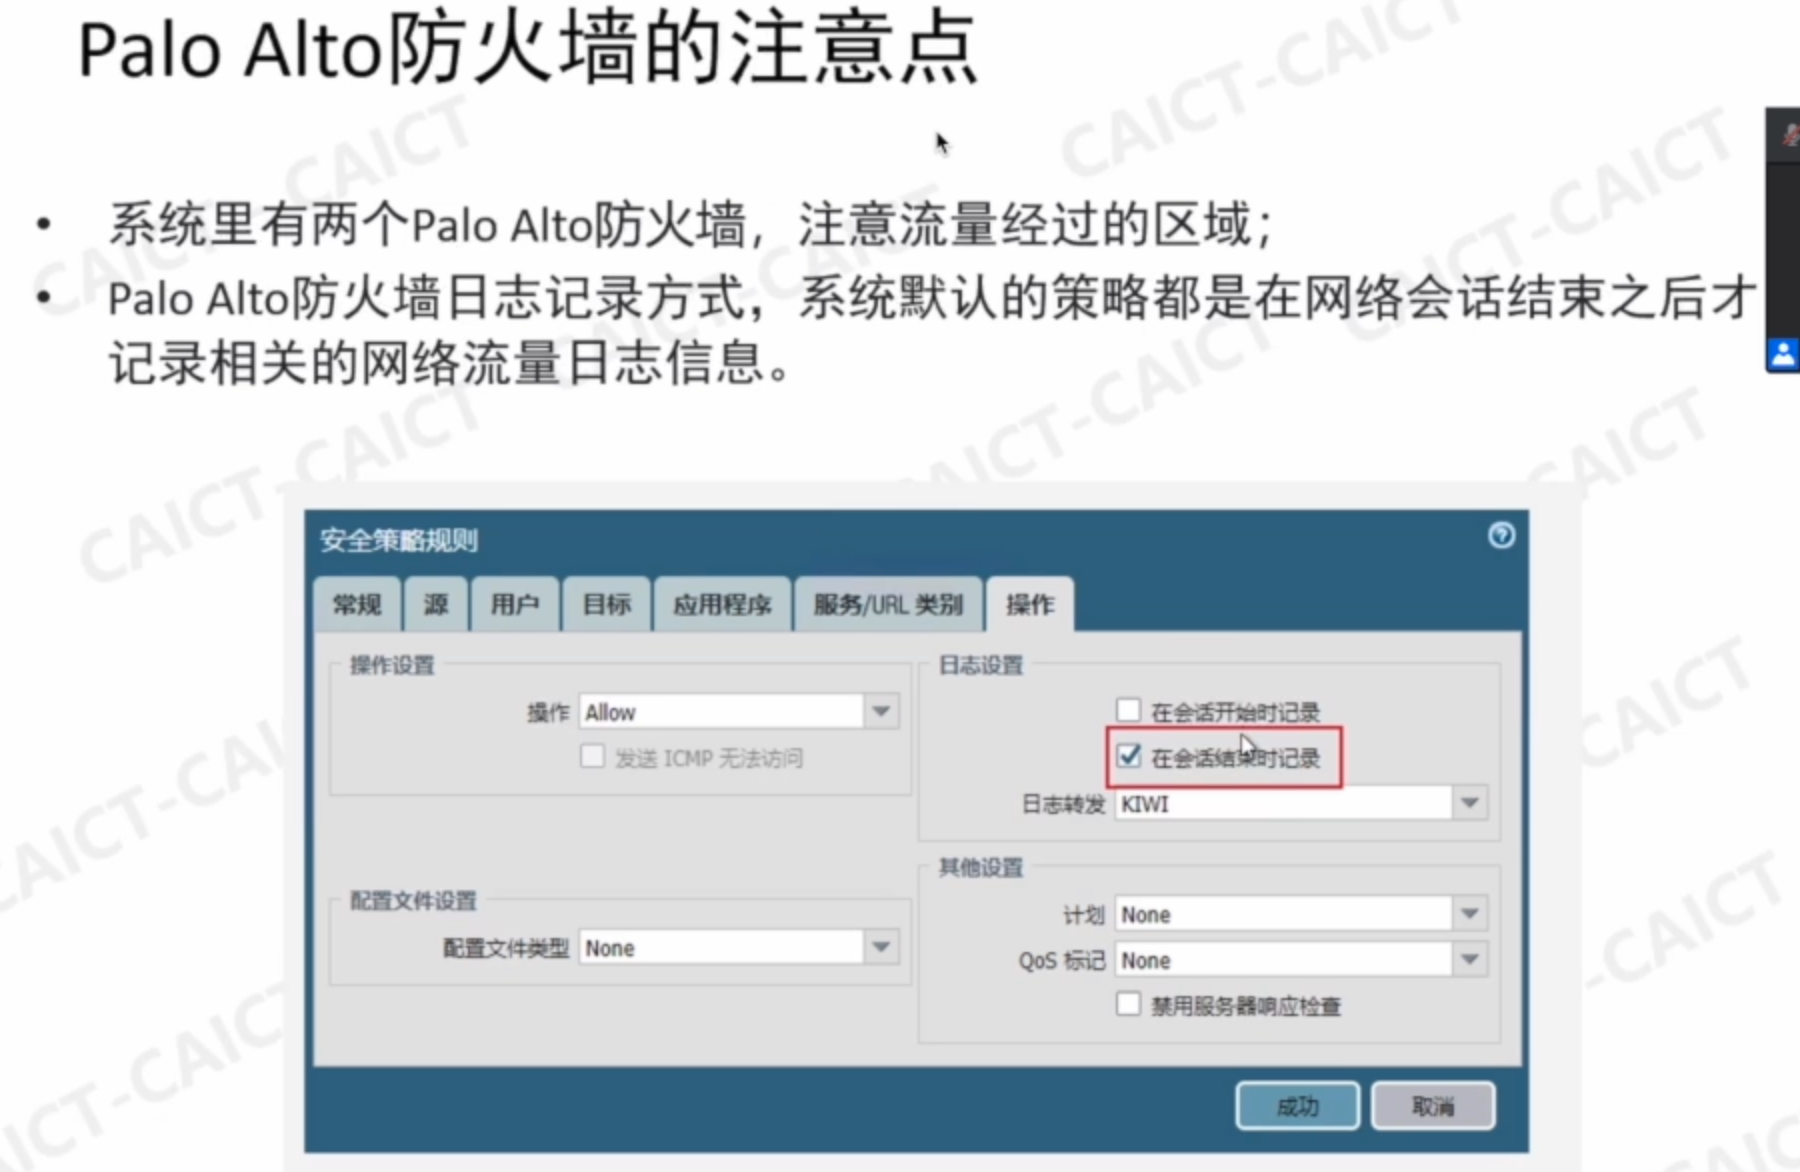 Palo Alto防火墙的注意点
• 系统里有两个Palo Alto防火墙，注意流量经过的区域；
• Palo Alto防火墙日志记录方式，系统默认的策略都是在网络会话结束之后才
记录相关的网络流量日志信息。
安全策略规则
常规 源 用户 目标 应用程序 服务/URL 类别 操作
操作设置
操作 Allow
发送 ICMP 无法访问
日志设置
在会话开始时记录
在会话结束时记录
日志转发 KIWI
配置文件设置
配置文件类型 None
其他设置
计划 None
QoS 标记 None
禁用服务器响应检查
成功 取消
CAICT-CAICT
CAICT-CAICT
CAICT-CAICT
CAICT-CAICT
CAICT-CAICT